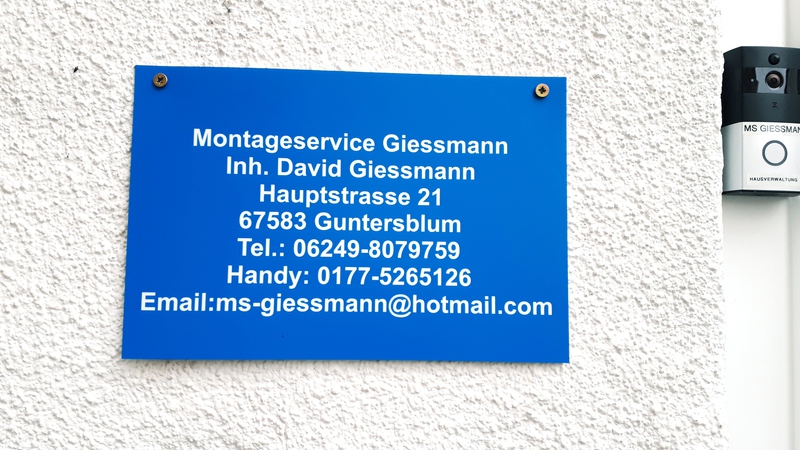 Montageservice Giessmann
Inh. David Giessmann
Hauptstrasse 21
67583 Guntersblum
Tel.: 06249-8079759
Handy: 0177-5265126
Email:ms-giessmann@hotmail.com
MS GIESSMAN
HAUSVERWALTUNG